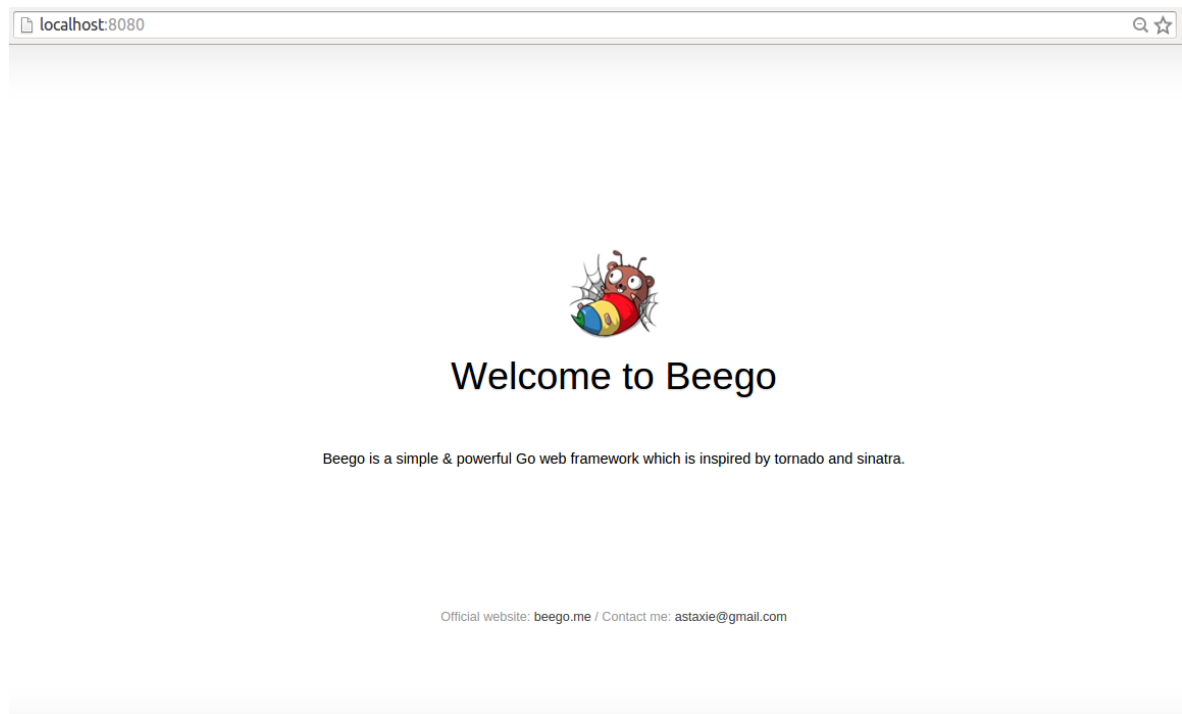 localhost:8080
Welcome to Beego
Beego is a simple & powerful Go web framework which is inspired by tornado and sinatra.
Official website: beego.me / Contact me: astaxie@gmail.com